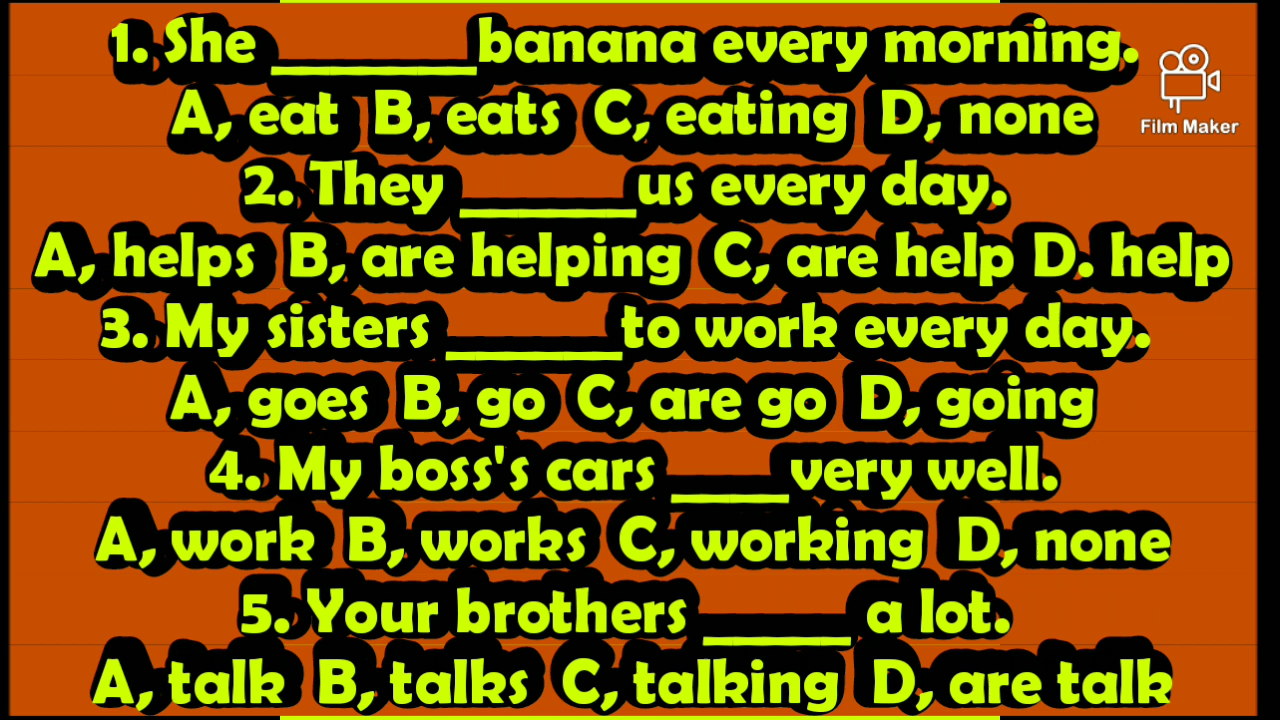 1. She _______banana every morning.
A, eat B, eats C, eating D, none
Film Maker
2. They ______us every day.
A, helps B, are helping C, are help D. help
3. My sisters ______to work every day.
A, goes B, go C, are go D, going
4. My boss's cars ____very well.
A, work B, works C, working D, none
5. Your brothers _____ a lot.
A, talk B, talks C, talking D, are talk